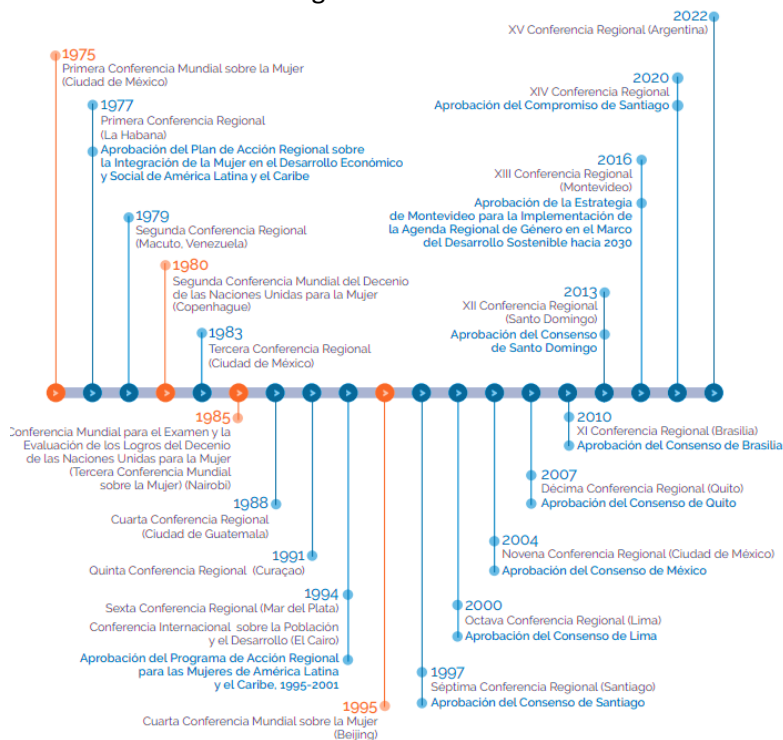 1975
Primera Conferencia Mundial sobre la Mujer
(Ciudad de México)
1977
Primera Conferencia Regional
(La Habana)
Aprobación del Plan de Acción Regional sobre
la Integración de la Mujer en el Desarrollo Económico
y Social de América Latina y el Caribe
1979
Segunda Conferencia Regional
(Macuto, Venezuela)
1980
Segunda Conferencia Mundial del Decenio
de las Naciones Unidas para la Mujer
(Copenhague)
1983
Tercera Conferencia Regional
(Ciudad de México)
1985
Conferencia Mundial para el Examen y la
Evaluación de los Logros del Decenio
de las Naciones Unidas para la Mujer
(Tercera Conferencia Mundial
sobre la Mujer) (Nairobi)
1988
Cuarta Conferencia Regional
(Ciudad de Guatemala)
1991
Quinta Conferencia Regional (Curaçao)
1994
Sexta Conferencia Regional (Mar del Plata)
Conferencia Internacional sobre la Población
y el Desarrollo (El Cairo)
Aprobación del Programa de Acción Regional
para las Mujeres de América Latina
y el Caribe, 1995-2001
1995
Cuarta Conferencia Mundial sobre la Mujer
(Beijing)
1997
Séptima Conferencia Regional (Santiago)
Aprobación del Consenso de Santiago
2000
Octava Conferencia Regional (Lima)
Aprobación del Consenso de Lima
2004
Novena Conferencia Regional (Ciudad de México)
Aprobación del Consenso de México
2007
Décima Conferencia Regional (Quito)
Aprobación del Consenso de Quito
2010
XI Conferencia Regional (Brasilia)
Aprobación del Consenso de Brasilia
2013
XII Conferencia Regional
(Santo Domingo)
Aprobación del Consenso
de Santo Domingo
2016
XIII Conferencia Regional
(Montevideo)
Aprobación de la Estrategia
de Montevideo para la Implementación de
la Agenda Regional de Género en el Marco
del Desarrollo Sostenible hacia 2030
2020
XIV Conferencia Regional
Aprobación del Compromiso de Santiago
2022
XV Conferencia Regional (Argentina)